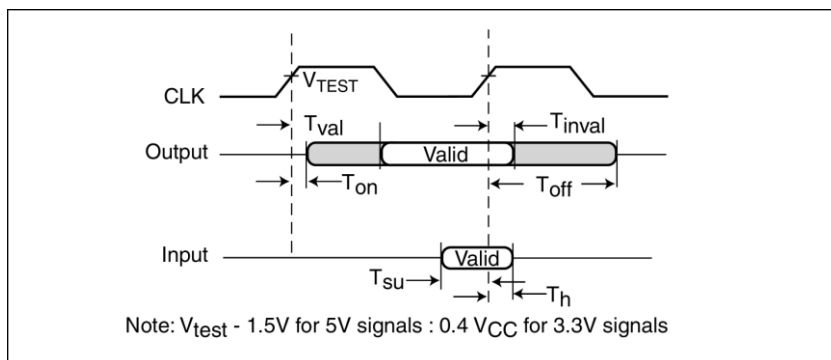 VTEST
CLK
Tval
Tinval
Output
Valid
Ton
Toff
Input
Valid
Tsu
Th
Note: Vtest - 1.5V for 5V signals : 0.4 VCC for 3.3V signals